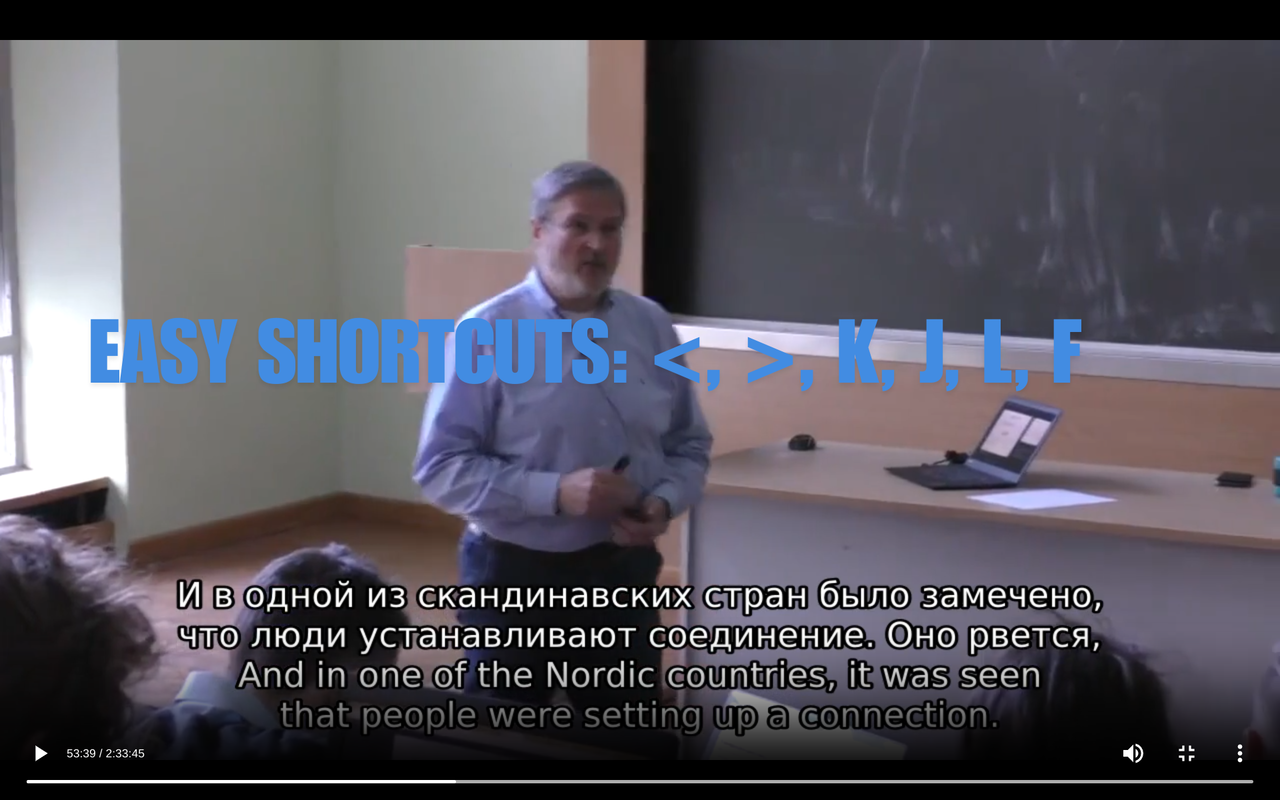 EASY SHORTCUTS: <, >, K, J, L, F
И в одной из скандинавских стран было замечено,
что люди устанавливают соединение. Оно рвется,
And in one of the Nordic countries, it was seen
that people were setting up a connection.
53:39 / 2:33:45